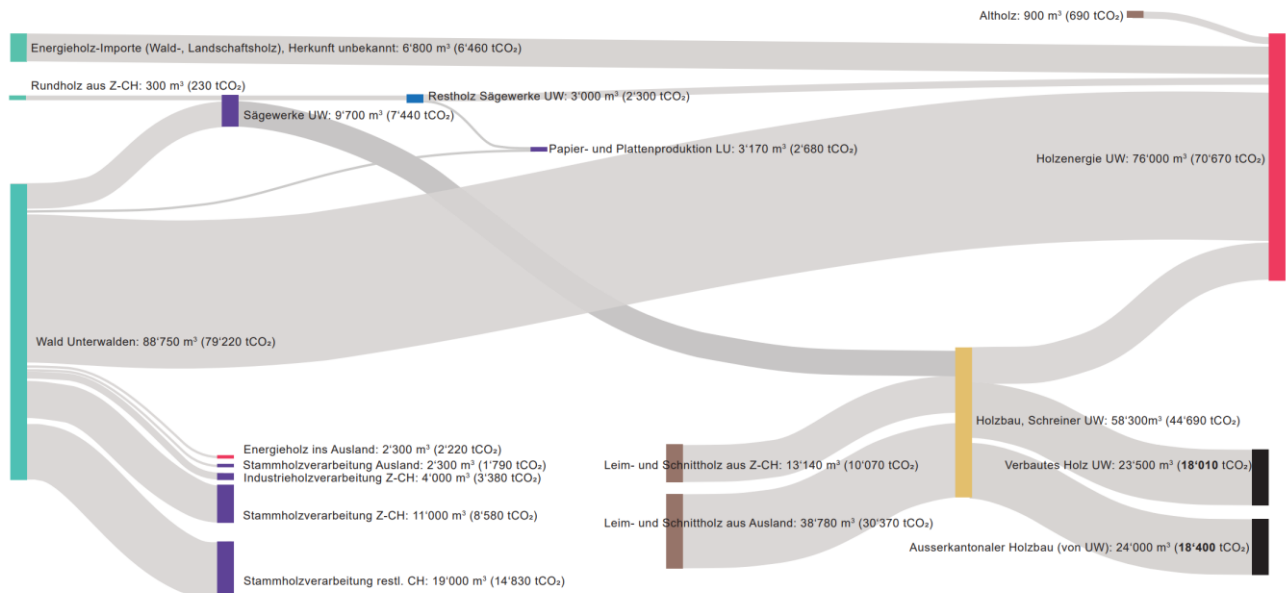 Altholz: 900 m³ (690 tCO₂)
Energieholz-Importe (Wald-, Landschaftsholz), Herkunft unbekannt: 6'800 m³ (6'460 tCO₂)
Rundholz aus Z-CH: 300 m³ (230 tCO₂)
Restholz Sägewerke UW: 3'000 m³ (2'300 tCO₂)
Sägewerke UW: 9'700 m³ (7'440 tCO₂)
Papier- und Plattenproduktion LU: 3'170 m³ (2'680 tCO₂)
Holzenergie UW: 76'000 m³ (70'670 tCO₂)
Wald Unterwalden: 88'750 m³ (79'220 tCO₂)
Holzbau, Schreiner UW: 58'300m³ (44'690 tCO₂)
Energieholz ins Ausland: 2'300 m³ (2'220 tCO₂)
Stammholzverarbeitung Ausland: 2'300 m³ (1'790 tCO₂)
Industrieholzverarbeitung Z-CH: 4'000 m³ (3'380 tCO₂)
Leim- und Schnittholz aus Z-CH: 13'140 m³ (10'070 tCO₂)
Verbautes Holz UW: 23'500 m³ (18'010 tCO₂)
Stammholzverarbeitung Z-CH: 11'000 m³ (8'580 tCO₂)
Leim- und Schnittholz aus Ausland: 38'780 m³ (30'370 tCO₂)
Ausserkantonaler Holzbau (von UW): 24'000 m³ (18'400 tCO₂)
Stammholzverarbeitung restl. CH: 19'000 m³ (14'830 tCO₂)